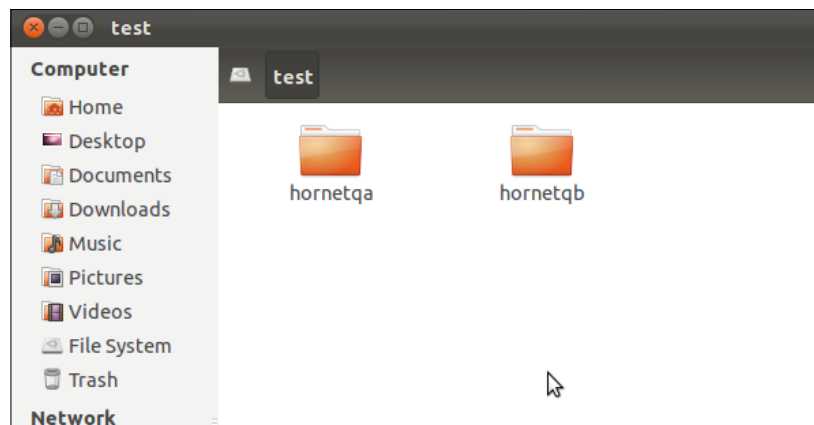 test
Computer
Home
Desktop
Documents
Downloads
Music
Pictures
Videos
File System
Trash
Network
test
hornetqa
hornetqb